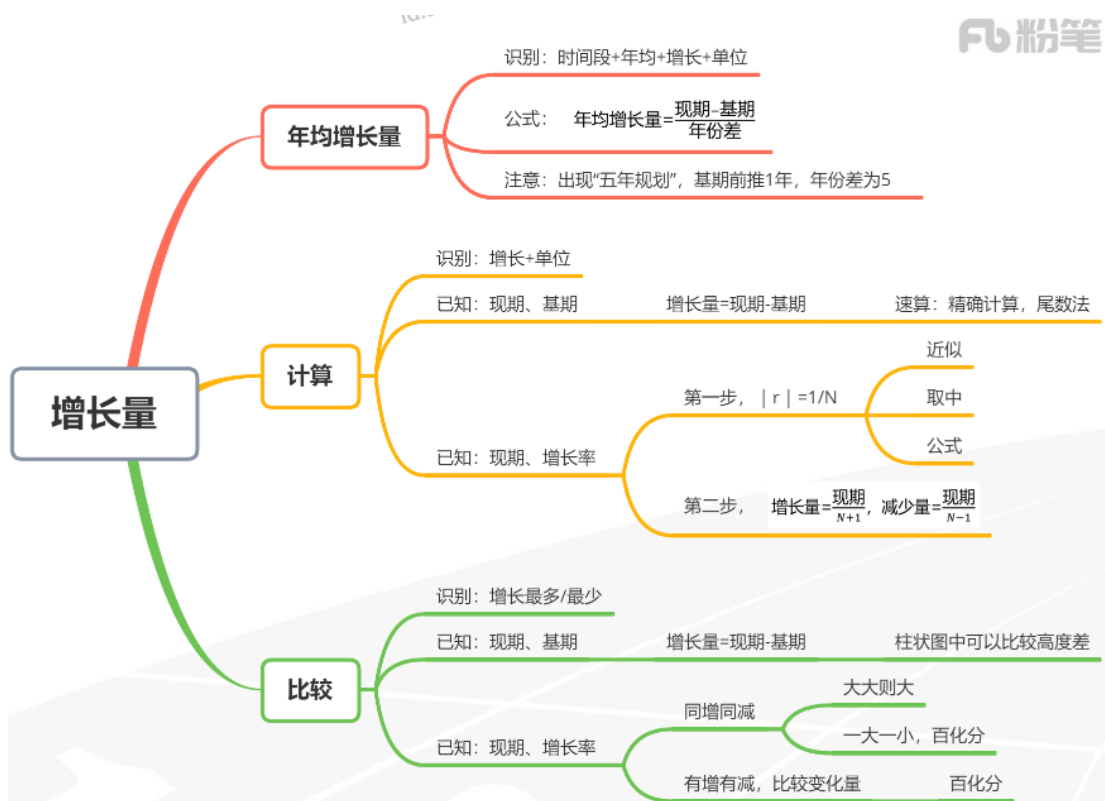 粉笔
识别：时间段+年均+增长+单位
年均增长量
公式： 年均增长量=现期-基期/年份差
注意：出现“五年规划”，基期前推1年，年份差为5
增长量
识别：增长+单位
已知：现期、基期 增长量=现期-基期 速算：精确计算，尾数法
计算
近似
第一步，｜r｜=1/N 取中
公式
已知：现期、增长率
第二步， 增长量=现期/N+1，减少量=现期/N−1
识别：增长最多/最少
已知：现期、基期 增长量=现期-基期 柱状图中可以比较高度差
比较
大大则大
同增同减
一大一小，百化分
已知：现期、增长率
有增有减，比较变化量 百化分